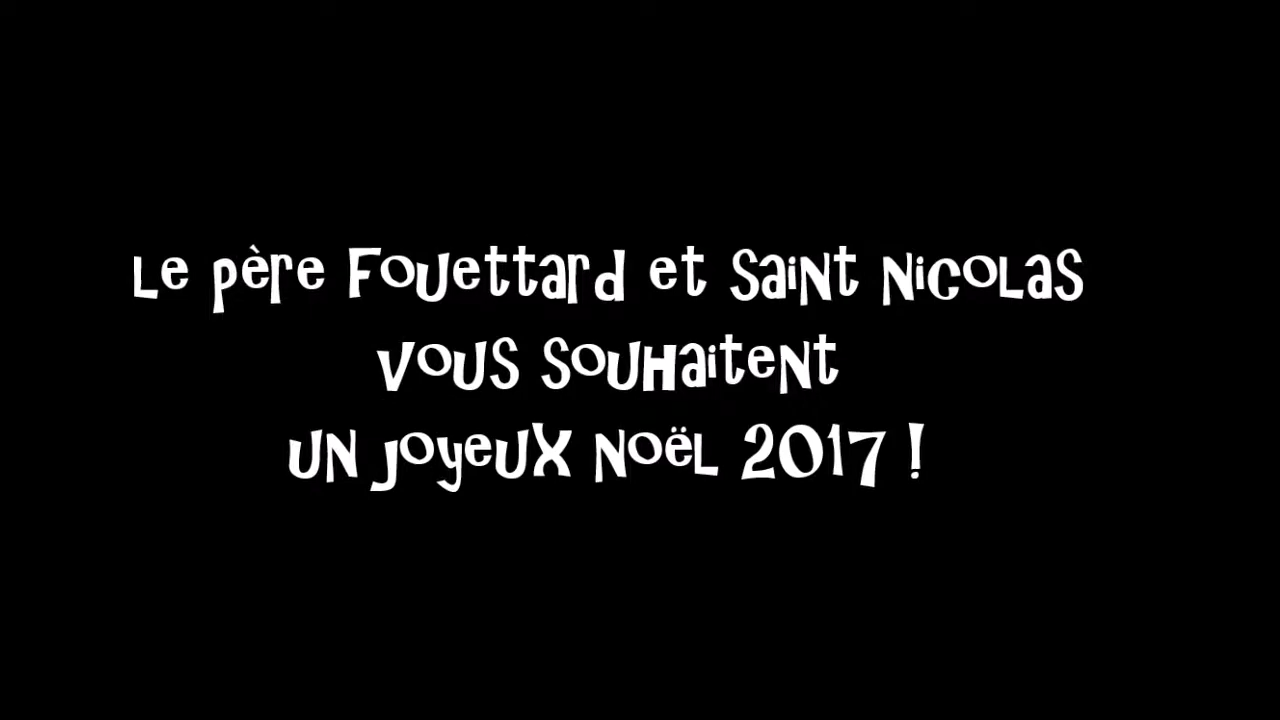 Le père Fouettard et Saint Nicolas
vous souhaitent
un joyeux Noël 2017 !